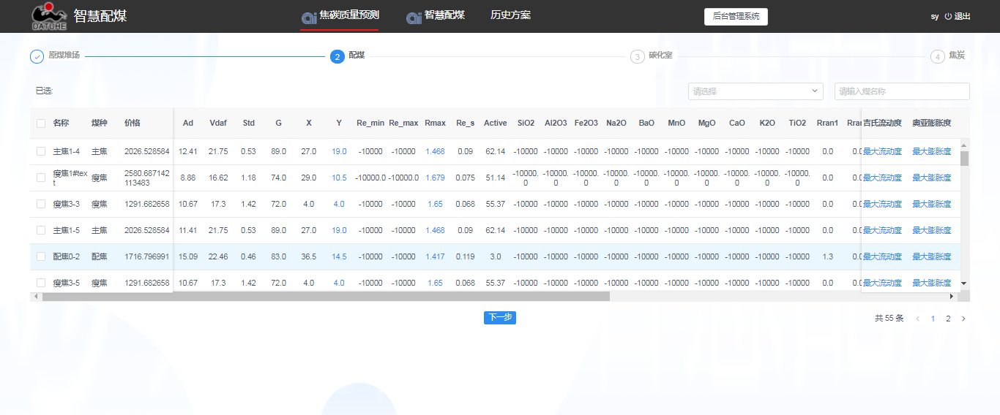 DATUHE 智慧配煤 ai 焦碳质量预测 ai 智慧配煤 历史方案 后台管理系统 sy 退出
原煤堆场 2 配煤 3 碳化室 4 焦炭
已选: 请选择 请输入煤名称
名称 煤种 价格 Ad Vdaf Std G X Y Re_min Re_max Rmax Re_s Active SiO2 Al2O3 Fe2O3 Na2O BaO MnO MgO CaO K2O TiO2 Rran1 Rrar 吉氏流动度 奥亚膨胀度
主焦1-4 主焦 2026.528584 12.41 21.75 0.53 89.0 27.0 19.0 -10000 -10000 1.468 0.09 62.14 -10000 -10000 -10000 -10000 -10000 -10000 -10000 -10000 -10000 -10000 0.0 0.0 最大流动度 最大膨胀度
瘦焦1#text 瘦焦 2580.687142113483 8.88 16.62 1.18 74.0 29.0 10.5 -10000.0 -10000.0 1.679 0.075 51.14 -10000.0 -10000.0 -10000.0 -10000.0 -10000.0 -10000.0 -10000.0 -10000.0 -10000.0 -10000.0 0.0 0.0 最大流动度 最大膨胀度
瘦焦3-3 瘦焦 1291.682658 10.67 17.3 1.42 72.0 4.0 4.0 -10000 -10000 1.65 0.068 55.37 -10000 -10000 -10000 -10000 -10000 -10000 -10000 -10000 -10000 -10000 0.0 0.0 最大流动度 最大膨胀度
主焦1-5 主焦 2026.528584 11.41 21.75 0.53 89.0 27.0 19.0 -10000 -10000 1.468 0.09 62.14 -10000 -10000 -10000 -10000 -10000 -10000 -10000 -10000 -10000 -10000 0.0 0.0 最大流动度 最大膨胀度
配焦0-2 配焦 1716.796991 15.09 22.46 0.46 83.0 36.5 14.5 -10000 -10000 1.417 0.119 3.0 -10000 -10000 -10000 -10000 -10000 -10000 -10000 -10000 -10000 -10000 1.3 0.0 最大流动度 最大膨胀度
瘦焦3-5 瘦焦 1291.682658 10.67 17.3 1.42 72.0 4.0 4.0 -10000 -10000 1.65 0.068 55.37 -10000 -10000 -10000 -10000 -10000 -10000 -10000 -10000 -10000 -10000 0.0 0.0 最大流动度 最大膨胀度
下一步 共 55 条 1 2